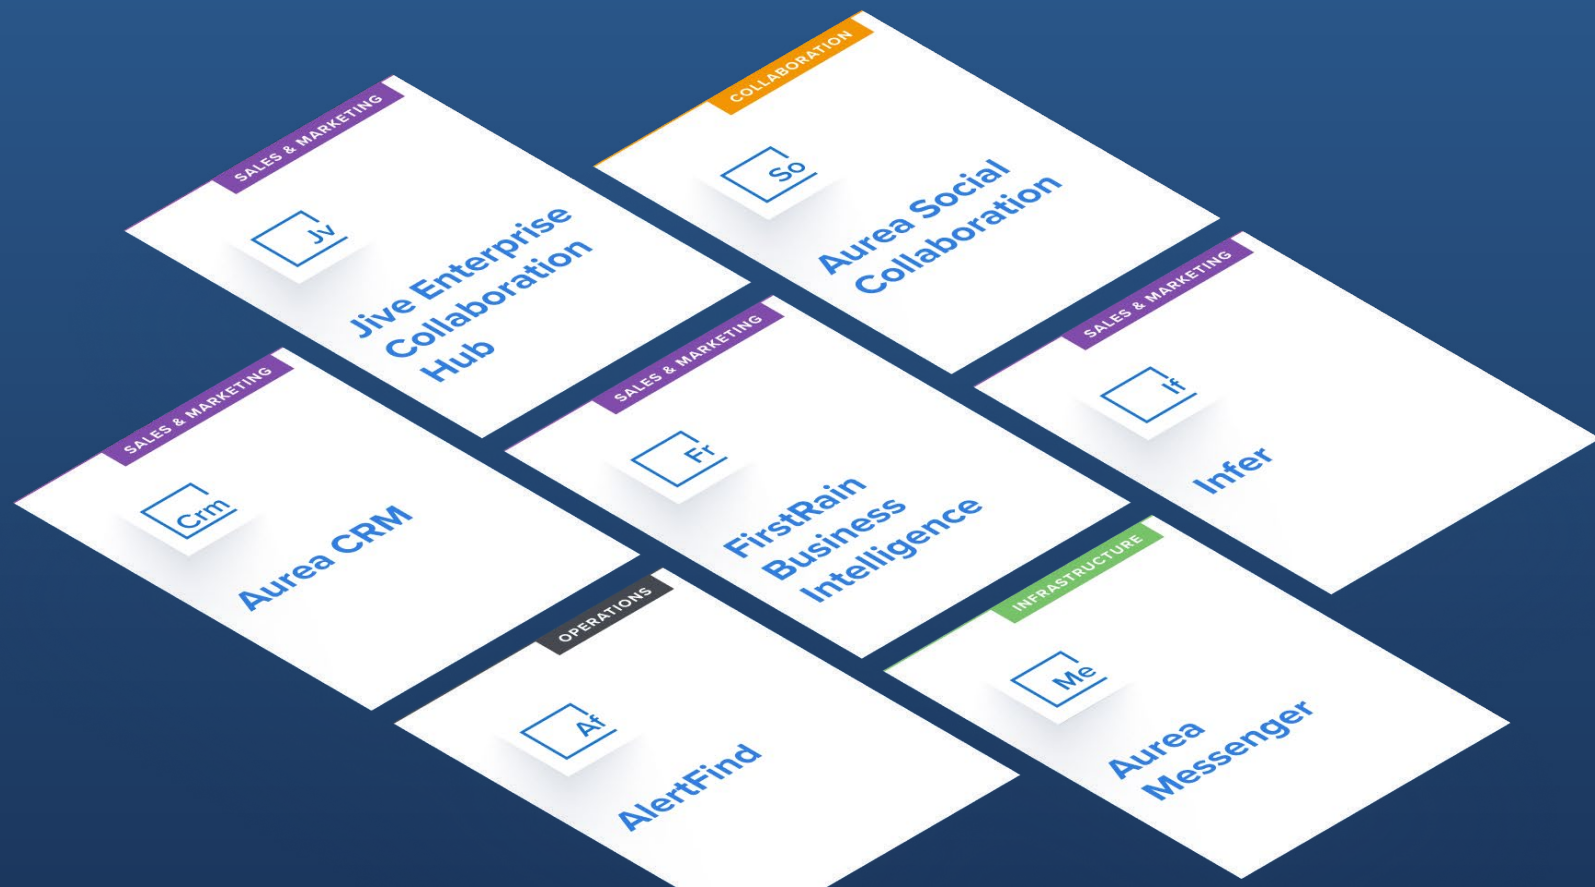 SALES & MARKETING
Jv
Jive Enterprise
Collaboration
Hub
COLLABORATION
So
Aurea Social
Collaboration
SALES & MARKETING
Crm
Aurea CRM
SALES & MARKETING
Fr
FirstRain
Business
Intelligence
SALES & MARKETING
If
Infer
OPERATIONS
Af
AlertFind
INFRASTRUCTURE
Me
Aurea
Messenger